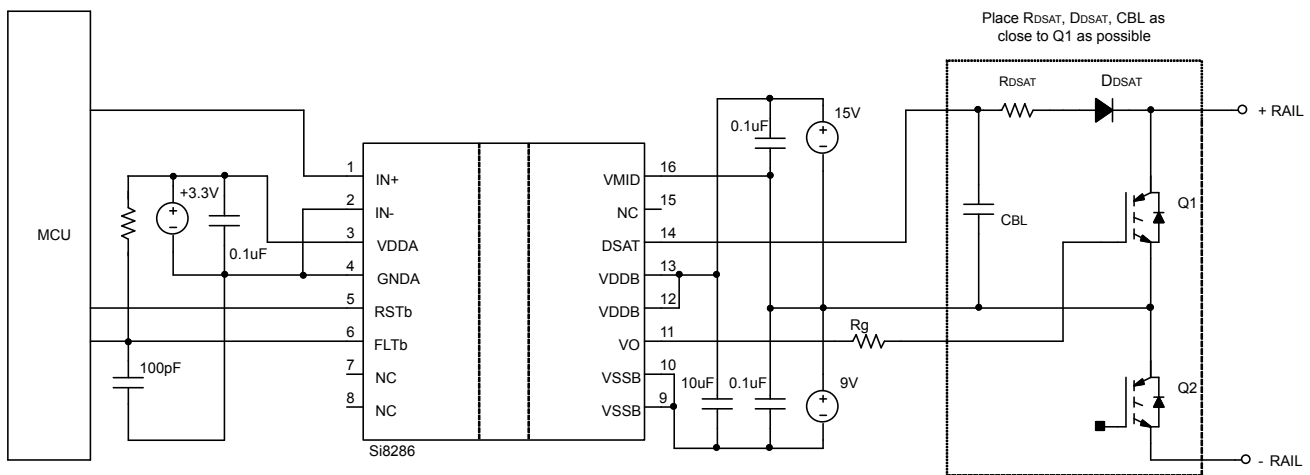 Place RDSAT, DDSAT, CBL as
close to Q1 as possible
RDSAT
DDSAT
+ RAIL
0.1uF
15V
MCU
+3.3V
0.1uF
1
IN+
2
IN-
3
VDDA
4
GNDA
5
RSTb
6
FLTb
7
NC
8
NC
100pF
16
VMID
15
NC
14
DSAT
13
VDDB
12
VDDB
11
VO
10
VSSB
9
VSSB
Si8286
CBL
Q1
Rg
10uF
0.1uF
9V
Q2
- RAIL